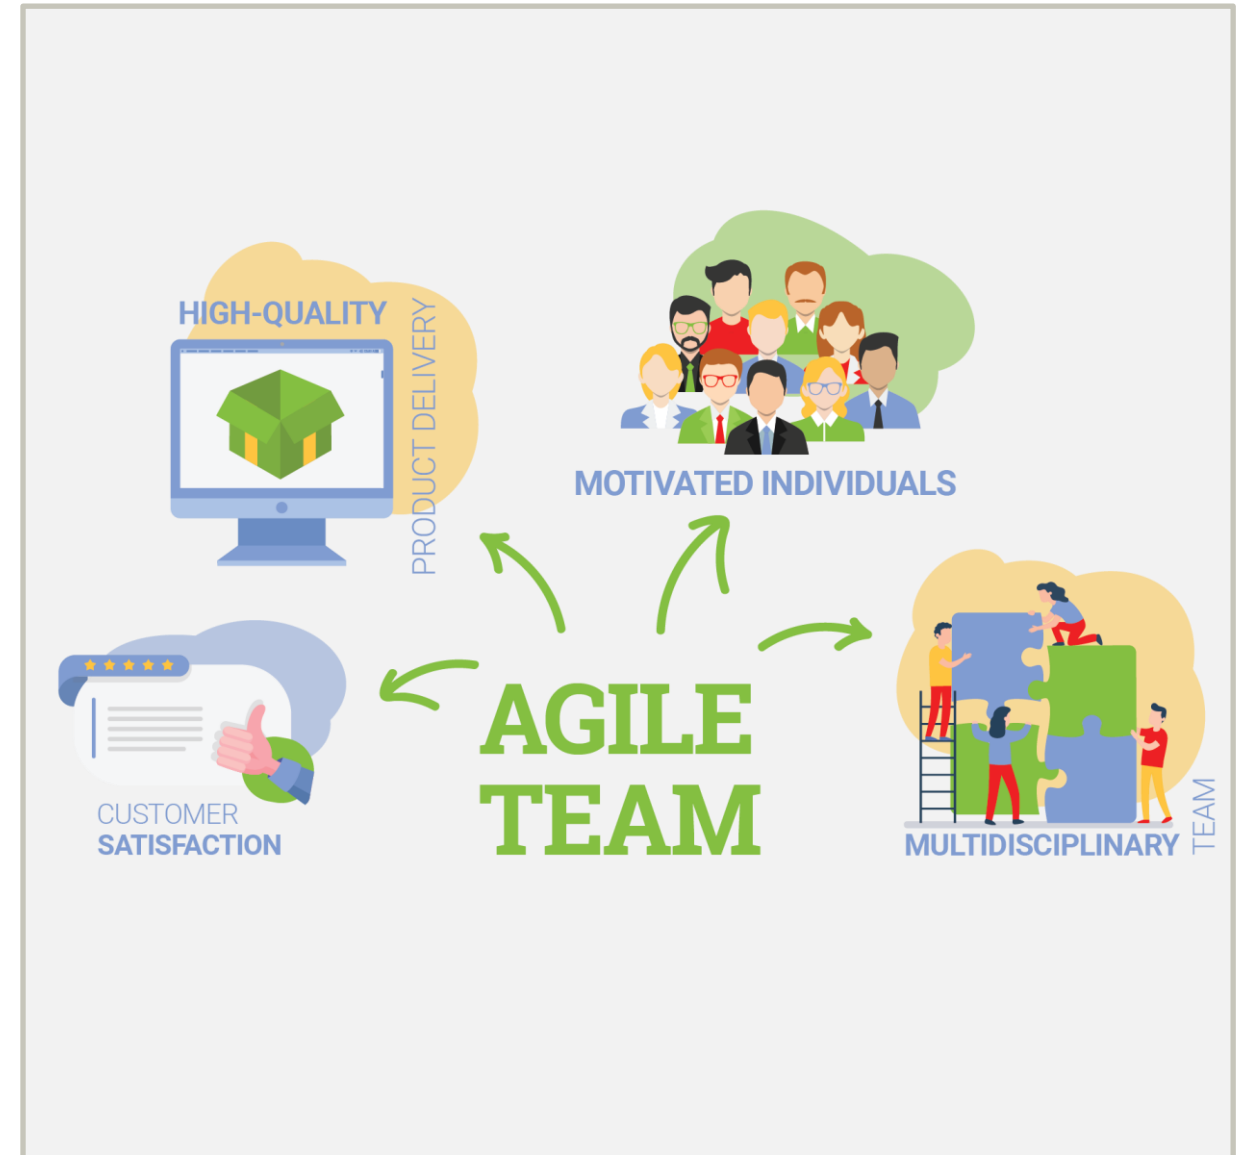 HIGH-QUALITY
PRODUCT DELIVERY
MOTIVATED INDIVIDUALS
CUSTOMER
SATISFACTION
AGILE
TEAM
MULTIDISCIPLINARY
TEAM